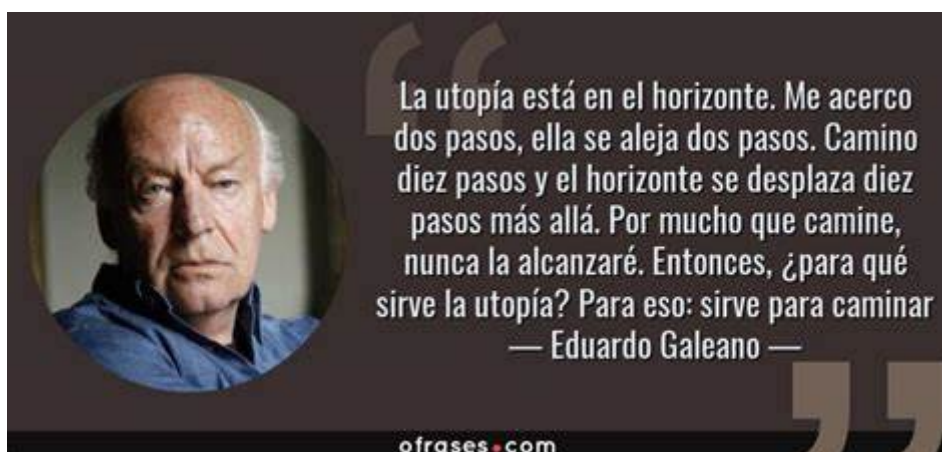 La utopía está en el horizonte. Me acerco
dos pasos, ella se aleja dos pasos. Camino
diez pasos y el horizonte se desplaza diez
pasos más allá. Por mucho que camine,
nunca la alcanzaré. Entonces, ¿para qué
sirve la utopía? Para eso: sirve para caminar
— Eduardo Galeano —
ofrases.com